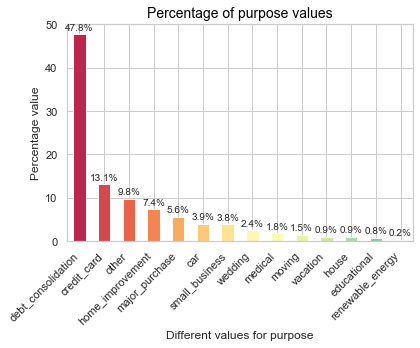 Percentage of purpose values
Percentage value
50
40
30
20
10
0
47.8%
13.1%
9.8%
7.4%
5.6%
3.9%
3.8%
2.4%
1.8%
1.5%
0.9%
0.9%
0.8%
0.2%
debt_consolidation
credit_card
other
home_improvement
major_purchase
car
small_business
wedding
medical
moving
vacation
house
educational
renewable_energy
Different values for purpose